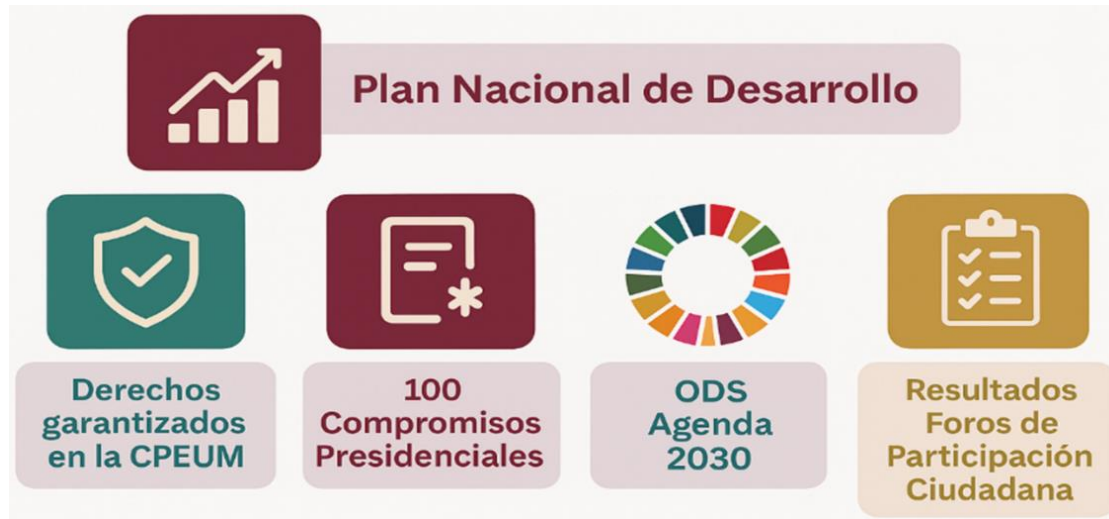 Plan Nacional de Desarrollo
Derechos
garantizados
en la CPEUM
100
Compromisos
Presidenciales
ODS
Agenda
2030
Resultados
Foros de
Participación
Ciudadana